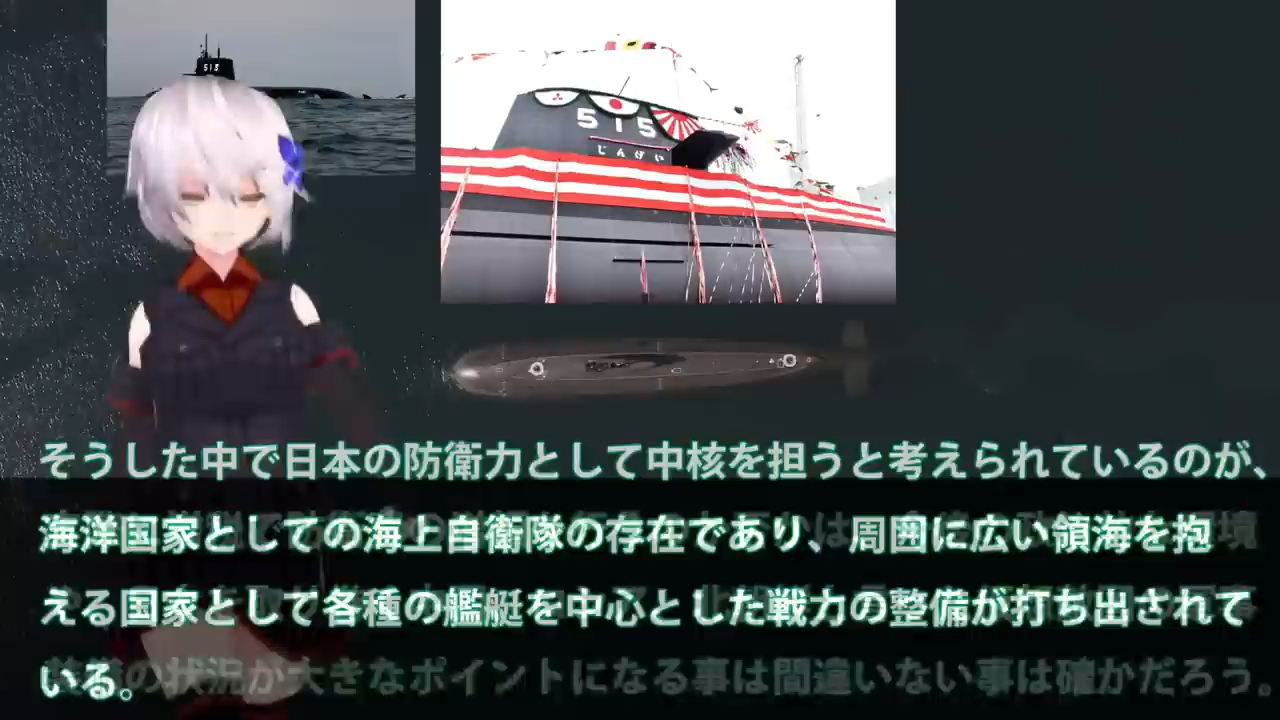 515
515
じんげい
そうした中で日本の防衛力として中核を担うと考えられているのが、
海洋国家としての海上自衛隊の存在であり、周囲に広い領海を抱
える国家として各種の艦艇を中心とした戦力の整備が打ち出されて
いる。
の状況が大きなポイントになる事は間違いない事は確かだろう。